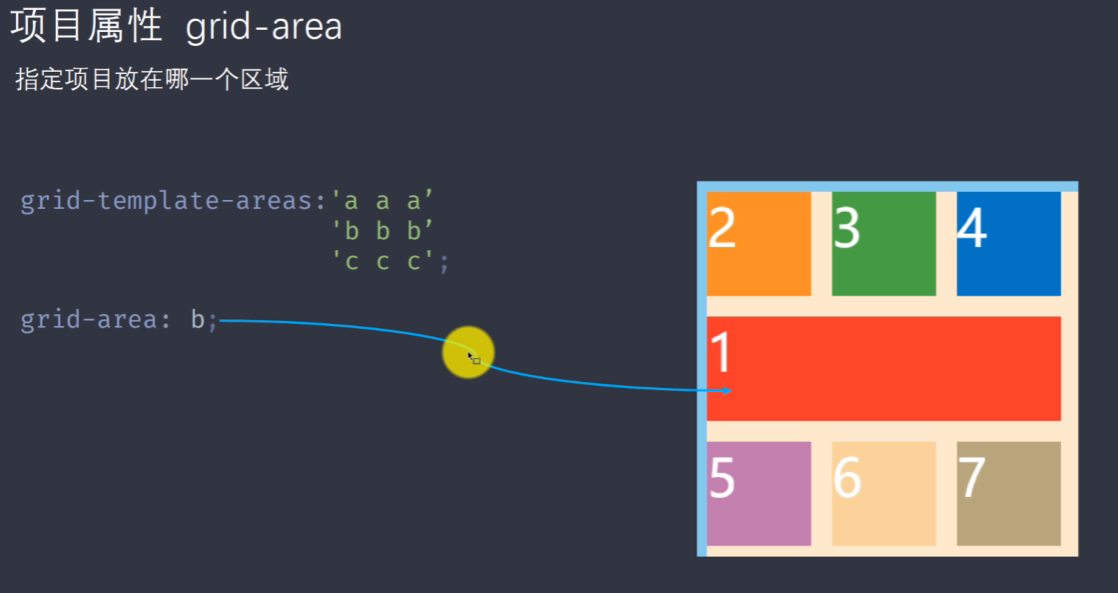 项目属性 grid-area
指定项目放在哪一个区域
grid-template-areas:'a a a’
'b b b’
'c c c';
grid-area: b;
2 3 4
1
5 6 7